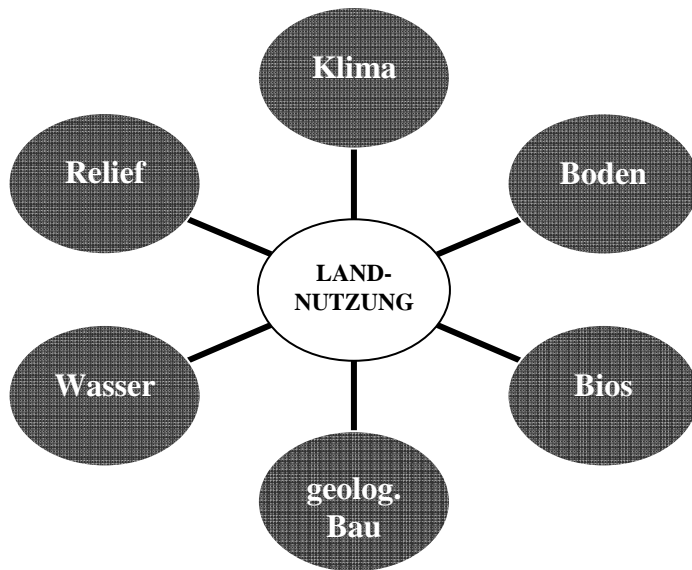 Klima
Relief
Boden
LAND-
NUTZUNG
Wasser
Bios
geolog.
Bau